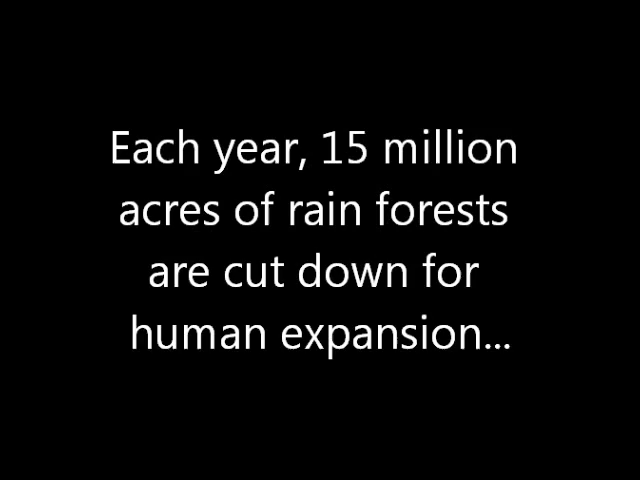 Each year, 15 million
acres of rain forests
are cut down for
human expansion...